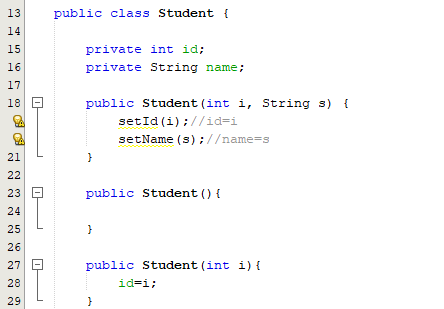 13 public class Student {
14
15 private int id;
16 private String name;
17
18 public Student(int i, String s) {
setId(i);//id=i
setName(s);//name=s
21 }
22
23 public Student(){
24
25 }
26
27 public Student(int i){
28 id=i;
29 }